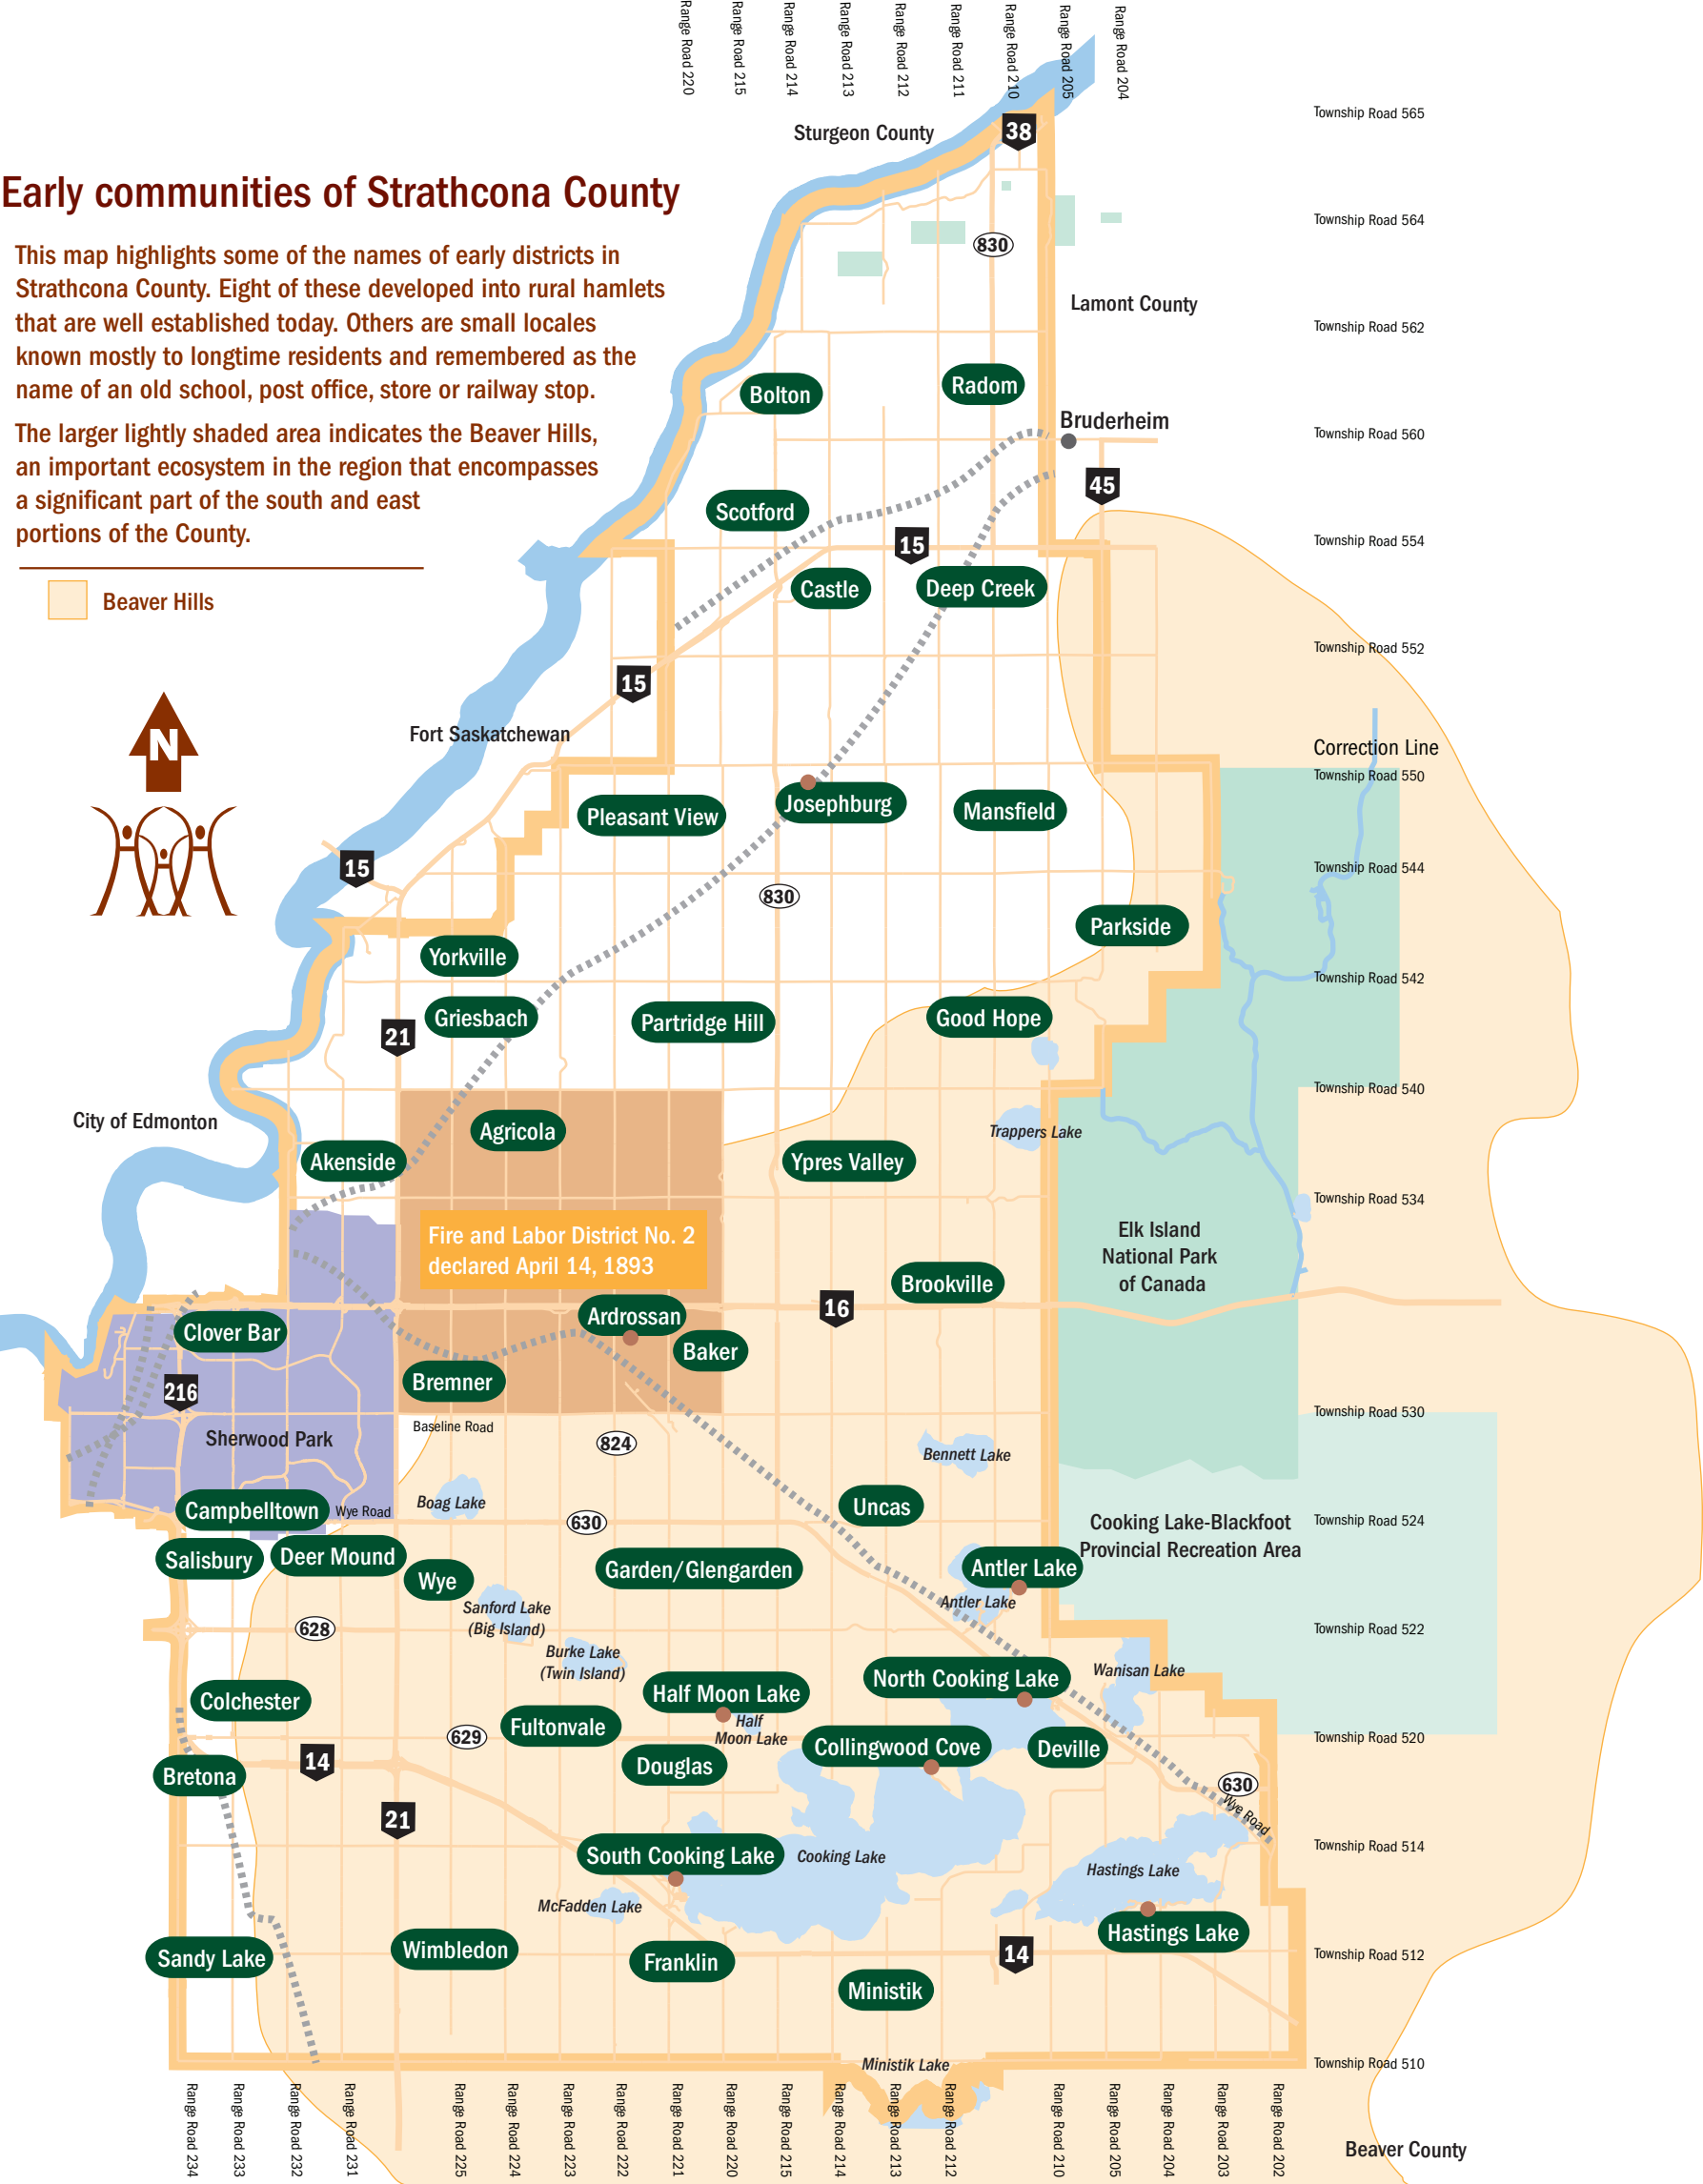 Range Road 220
Range Road 215
Range Road 214
Range Road 213
Range Road 212
Range Road 211
Range Road 210
Range Road 205
Range Road 204
Township Road 565
Sturgeon County
38
Early communities of Strathcona County
Township Road 564
This map highlights some of the names of early districts in
Strathcona County. Eight of these developed into rural hamlets
that are well established today. Others are small locales
known mostly to longtime residents and remembered as the
name of an old school, post office, store or railway stop.
The larger lightly shaded area indicates the Beaver Hills,
an important ecosystem in the region that encompasses
a significant part of the south and east
portions of the County.
Beaver Hills
830
Lamont County
Township Road 562
Radom
Bolton
Bruderheim
Township Road 560
45
Scotford
15
Township Road 554
Castle
Deep Creek
Township Road 552
15
N
Fort Saskatchewan
Correction Line
Township Road 550
Josephburg
Mansfield
Pleasant View
15
Township Road 544
830
Parkside
Yorkville
Township Road 542
Griesbach
Partridge Hill
Good Hope
21
Township Road 540
City of Edmonton
Agricola
Trappers Lake
Akenside
Ypres Valley
Township Road 534
Fire and Labor District No. 2
declared April 14, 1893
Elk Island
National Park
of Canada
Brookville
16
Ardrossan
Clover Bar
Baker
Bremner
216
Township Road 530
Baseline Road
Sherwood Park
824
Bennett Lake
Boag Lake
Uncas
Campbelltown
Wye Road
630
Cooking Lake-Blackfoot
Provincial Recreation Area
Township Road 524
Salisbury
Deer Mound
Garden/Glengarden
Antler Lake
Wye
Antler Lake
Sanford Lake
(Big Island)
628
Township Road 522
Burke Lake
(Twin Island)
North Cooking Lake
Wanisan Lake
Colchester
Half Moon Lake
Half
Moon Lake
Fultonvale
629
Township Road 520
Collingwood Cove
Deville
14
Douglas
Bretona
630
Wye Road
21
Township Road 514
South Cooking Lake
Cooking Lake
Hastings Lake
McFadden Lake
Hastings Lake
Wimbledon
Sandy Lake
Franklin
14
Township Road 512
Ministik
Ministik Lake
Township Road 510
Range Road 234
Range Road 233
Range Road 232
Range Road 231
Range Road 225
Range Road 224
Range Road 223
Range Road 222
Range Road 221
Range Road 220
Range Road 215
Range Road 214
Range Road 213
Range Road 212
Range Road 210
Range Road 205
Range Road 204
Range Road 203
Range Road 202
Beaver County